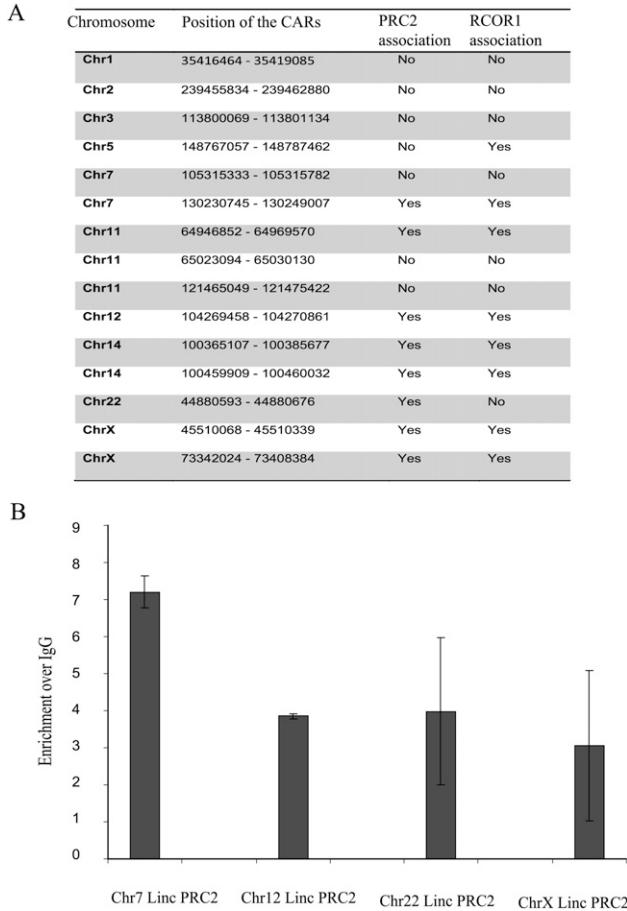 A
Chromosome Position of the CARs PRC2 association RCOR1 association
Chr1 35416464 - 35419085 No No
Chr2 239455834 - 239462880 No No
Chr3 113800069 - 113801134 No No
Chr5 148767057 - 148787462 No Yes
Chr7 105315333 - 105315782 No No
Chr7 130230745 - 130249007 Yes Yes
Chr11 64946852 - 64969570 Yes Yes
Chr11 65023094 - 65030130 No No
Chr11 121465049 - 121475422 No No
Chr12 104269458 - 104270861 Yes Yes
Chr14 100365107 - 100385677 Yes Yes
Chr14 100459909 - 100460032 Yes Yes
Chr22 44880593 - 44880676 Yes No
ChrX 45510068 - 45510339 Yes Yes
ChrX 73342024 - 73408384 Yes Yes
B
Enrichment over IgG
9
8
7
6
5
4
3
2
1
0
Chr7 Linc PRC2 Chr12 Linc PRC2 Chr22 Linc PRC2 ChrX Linc PRC2